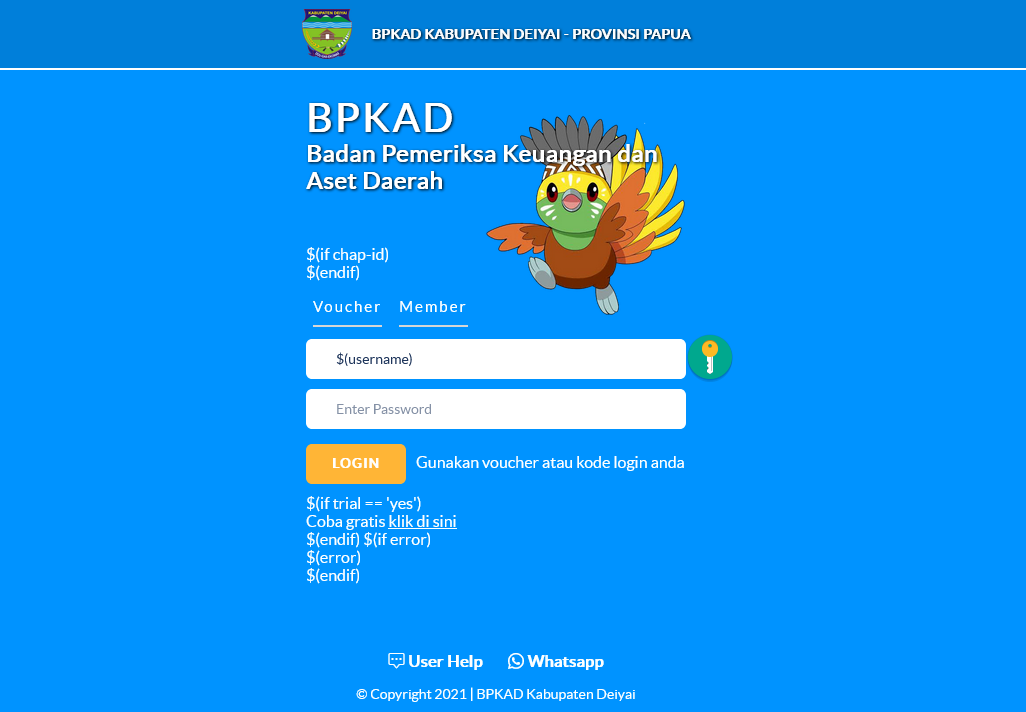 KABUPATEN DEIYAI
BPKAD KABUPATEN DEIYAI - PROVINSI PAPUA
BPKAD
Badan Pemeriksa Keuangan dan
Aset Daerah
$(if chap-id)
$(endif)
Voucher Member
$(username)
Enter Password
LOGIN Gunakan voucher atau kode login anda
$(if trial == 'yes')
Coba gratis klik di sini
$(endif) $(if error)
$(error)
$(endif)
User Help Whatsapp
© Copyright 2021 | BPKAD Kabupaten Deiyai